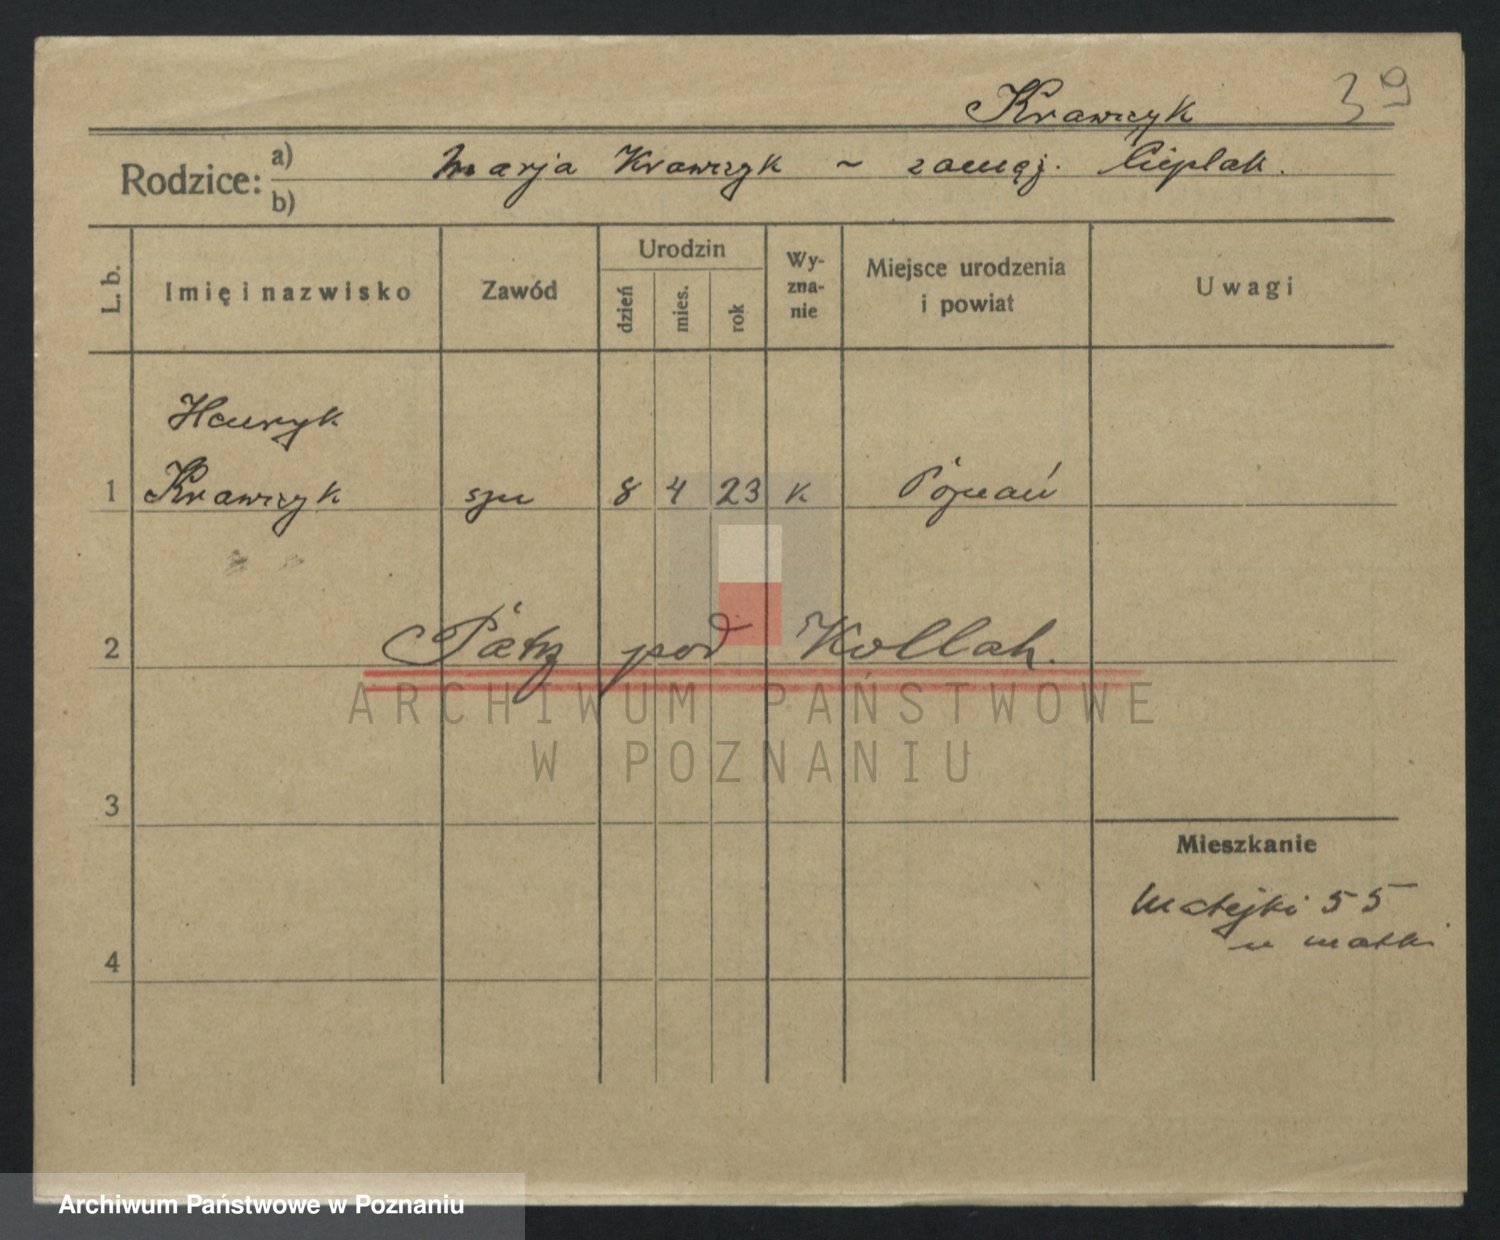 Krawczyk 39
Rodzice: a) Marja Krawczyk ~ zamęż. Cieplak.
b)
L. b.
Imię i nazwisko
Zawód
Urodzin
dzień
mies.
rok
Wy-
zna-
nie
Miejsce urodzenia
i powiat
Uwagi
Henryk
1 Krawczyk szu 8 4 23 k Poznań
2 Patrz pod Kollah.
ARCHIWUM PAŃSTWOWE
W POZNANIU
3
Mieszkanie
Matejki 55
u matki
4
Archiwum Państwowe w Poznaniu